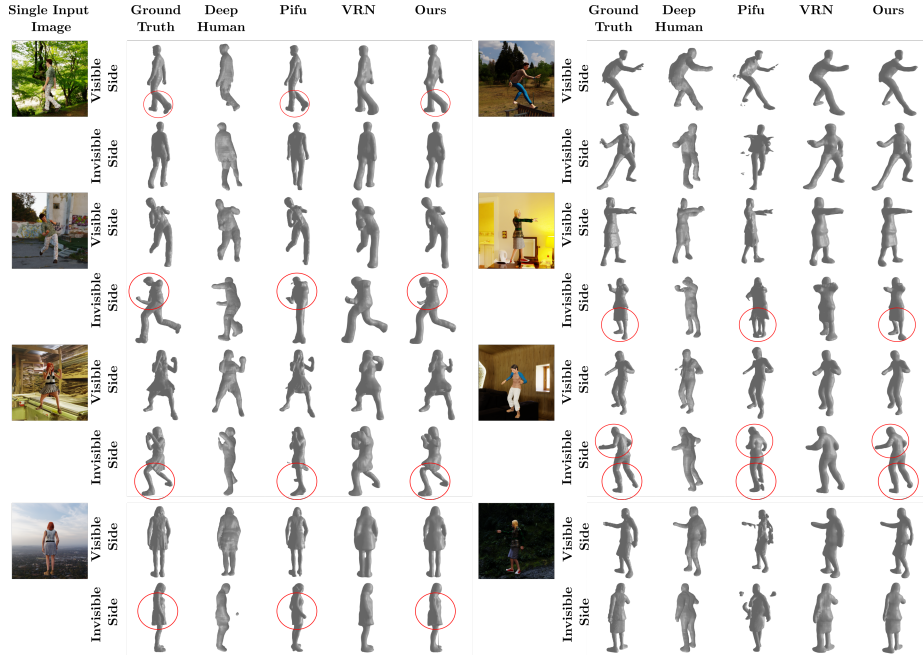 Single Input Image
Ground Truth
Deep Human
Pifu
VRN
Ours
Ground Truth
Deep Human
Pifu
VRN
Ours
Visible Side
Invisible Side
Visible Side
Invisible Side
Visible Side
Invisible Side
Visible Side
Invisible Side
Visible Side
Invisible Side
Visible Side
Invisible Side
Visible Side
Invisible Side
Visible Side
Invisible Side